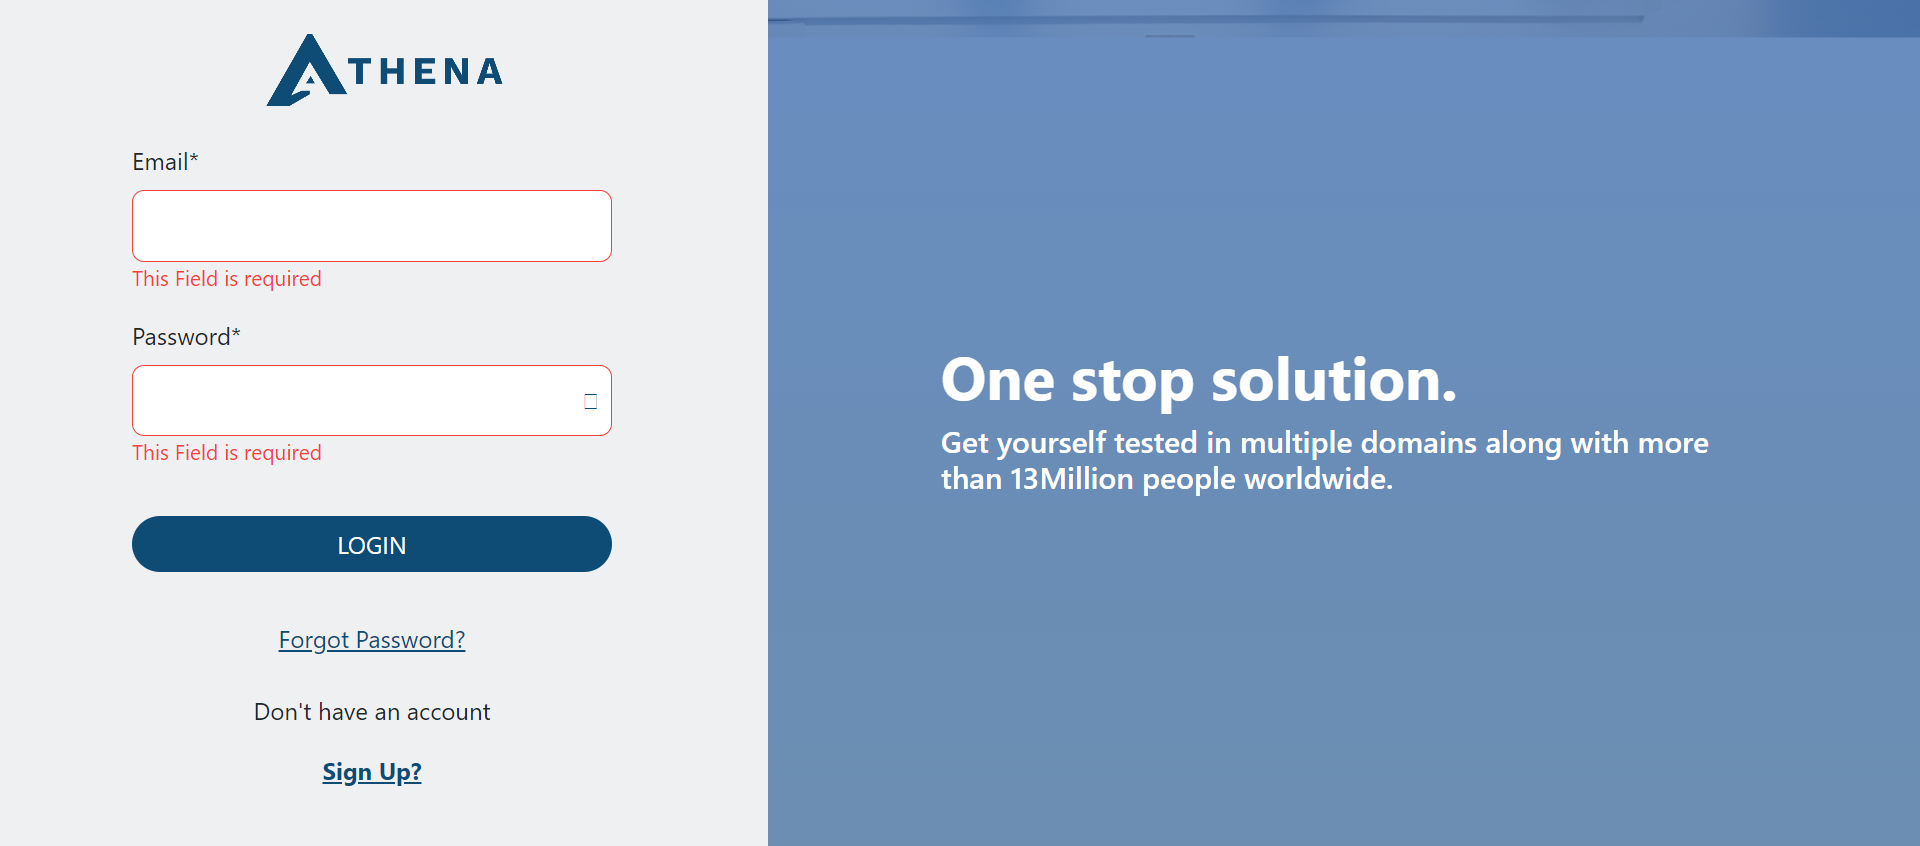 ATHENA
Email*
This Field is required
Password*
This Field is required
LOGIN
Forgot Password?
Don't have an account
Sign Up?
One stop solution.
Get yourself tested in multiple domains along with more
than 13Million people worldwide.